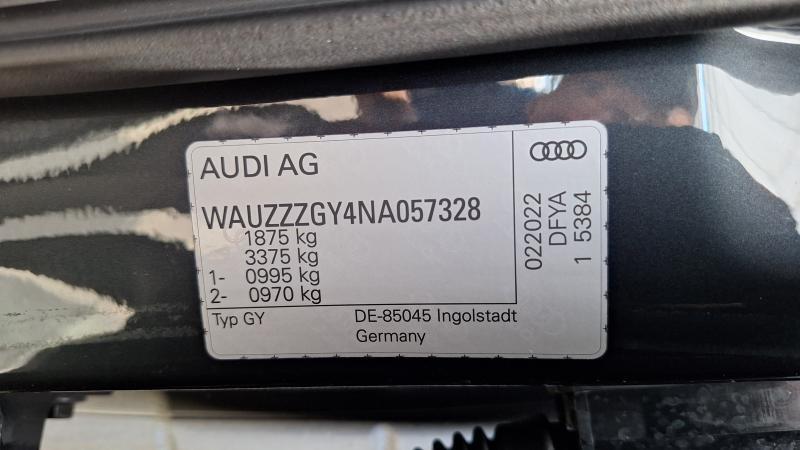 AUDI AG
WAUZZZGY4NA057328
1875 kg
3375 kg
1- 0995 kg
2- 0970 kg
Typ GY
DE-85045 Ingolstadt
Germany
022022
DFYA
1 5384